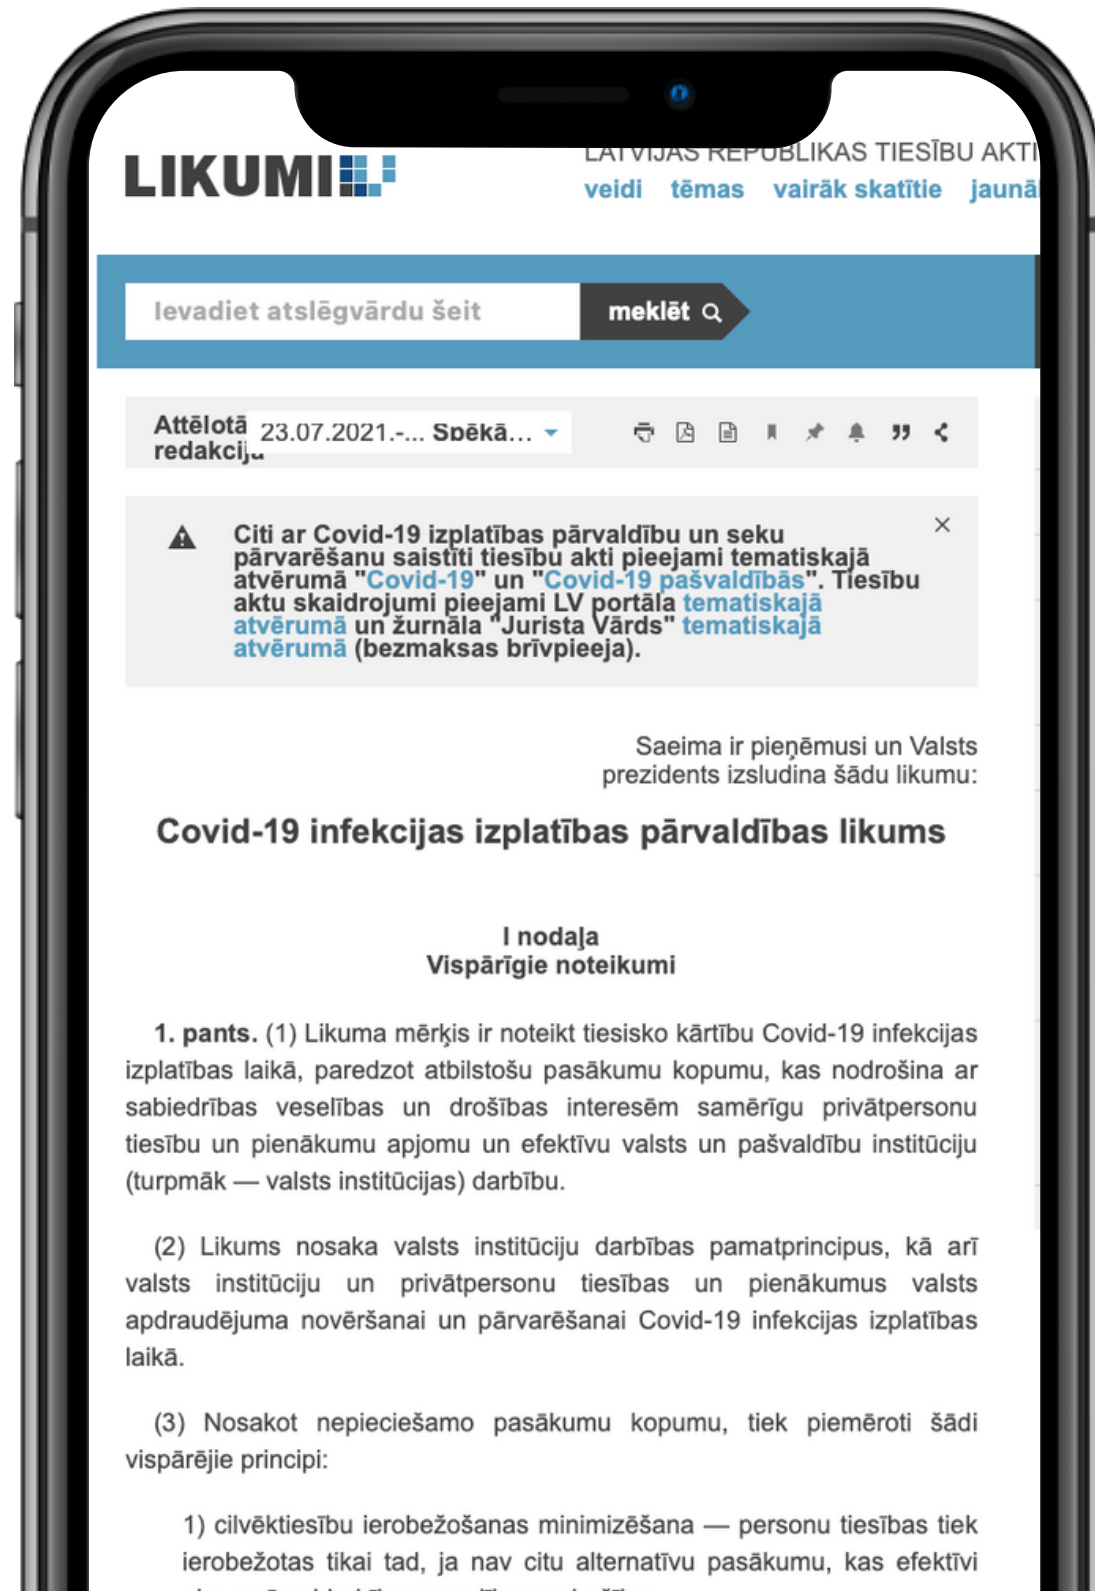 LIKUMI
LATVIJAS REPUBLIKAS TIESĪBU AKTI
veidi tēmas vairāk skatītie
Ievadiet atslēgvārdu šeit
meklēt
Attēlotā
redakcija
23.07.2021.-... Spēkā...
Citi ar Covid-19 izplatības pārvaldību un seku
pārvarēšanu saistīti tiesību akti pieejami tematiskajā
atvērumā "Covid-19" un "Covid-19 pašvaldībās". Tiesību
aktu skaidrojumi pieejami LV portāla tematiskajā
atvērumā un žurnāla "Jurista Vārds" tematiskajā
atvērumā (bezmaksas brīvpieeja).
Saeima ir pieņēmusi un Valsts
prezidents izsludina šādu likumu:
Covid-19 infekcijas izplatības pārvaldības likums
I nodaļa
Vispārīgie noteikumi
1. pants. (1) Likuma mērķis ir noteikt tiesisko kārtību Covid-19 infekcijas
izplatības laikā, paredzot atbilstošu pasākumu kopumu, kas nodrošina ar
sabiedrības veselības un drošības interesēm samērīgu privātpersonu
tiesību un pienākumu apjomu un efektīvu valsts un pašvaldību institūciju
(turpmāk — valsts institūcijas) darbību.
(2) Likums nosaka valsts institūciju darbības pamatprincipus, kā arī
valsts institūciju un privātpersonu tiesības un pienākumus valsts
apdraudējuma novēršanai un pārvarēšanai Covid-19 infekcijas izplatības
laikā.
(3) Nosakot nepieciešamo pasākumu kopumu, tiek piemēroti šādi
vispārējie principi:
1) cilvēktiesību ierobežošanas minimizēšana — personu tiesības tiek
ierobežotas tikai tad, ja nav citu alternatīvu pasākumu, kas efektīvi